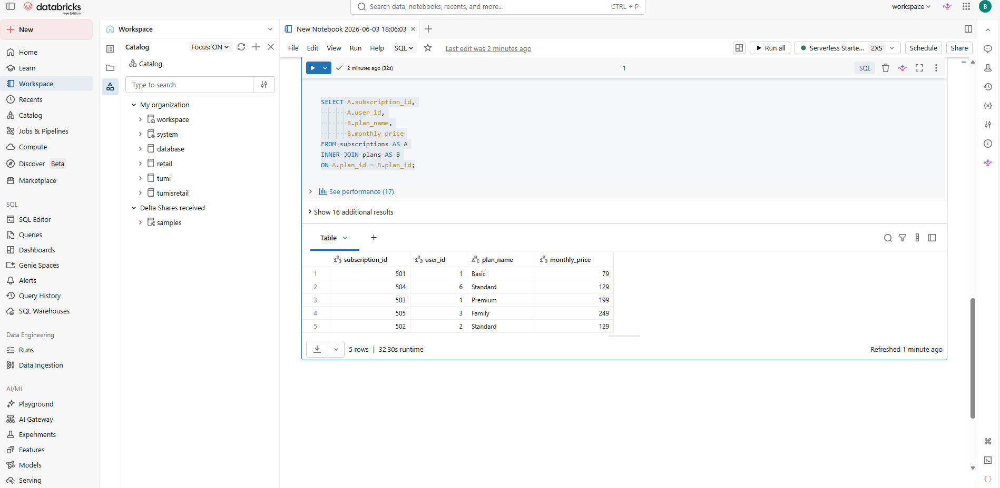 databricks
Free Edition
Search data, notebooks, recents, and more...
CTRL + P
workspace
B
New
Home
Learn
Workspace
Recents
Catalog
Jobs & Pipelines
Compute
Discover Beta
Marketplace
SQL
SQL Editor
Queries
Dashboards
Genie Spaces
Alerts
Query History
SQL Warehouses
Data Engineering
Runs
Data Ingestion
AI/ML
Playground
AI Gateway
Experiments
Features
Models
Serving
Workspace
Catalog
Focus: ON
Catalog
Type to search
My organization
workspace
system
database
retail
tumi
tumisretail
Delta Shares received
samples
New Notebook 2026-06-03 18:06:03
File Edit View Run Help SQL Last edit was 2 minutes ago
Run all Serverless Starte... 2XS Schedule Share
2 minutes ago (32s)
1
SQL
SELECT A.subscription_id,
A.user_id,
B.plan_name,
B.monthly_price
FROM subscriptions AS A
INNER JOIN plans AS B
ON A.plan_id = B.plan_id;
See performance (17)
Show 16 additional results
Table
subscription_id user_id plan_name monthly_price
1 501 1 Basic 79
2 504 6 Standard 129
3 503 1 Premium 199
4 505 3 Family 249
5 502 2 Standard 129
5 rows | 32.30s runtime
Refreshed 1 minute ago